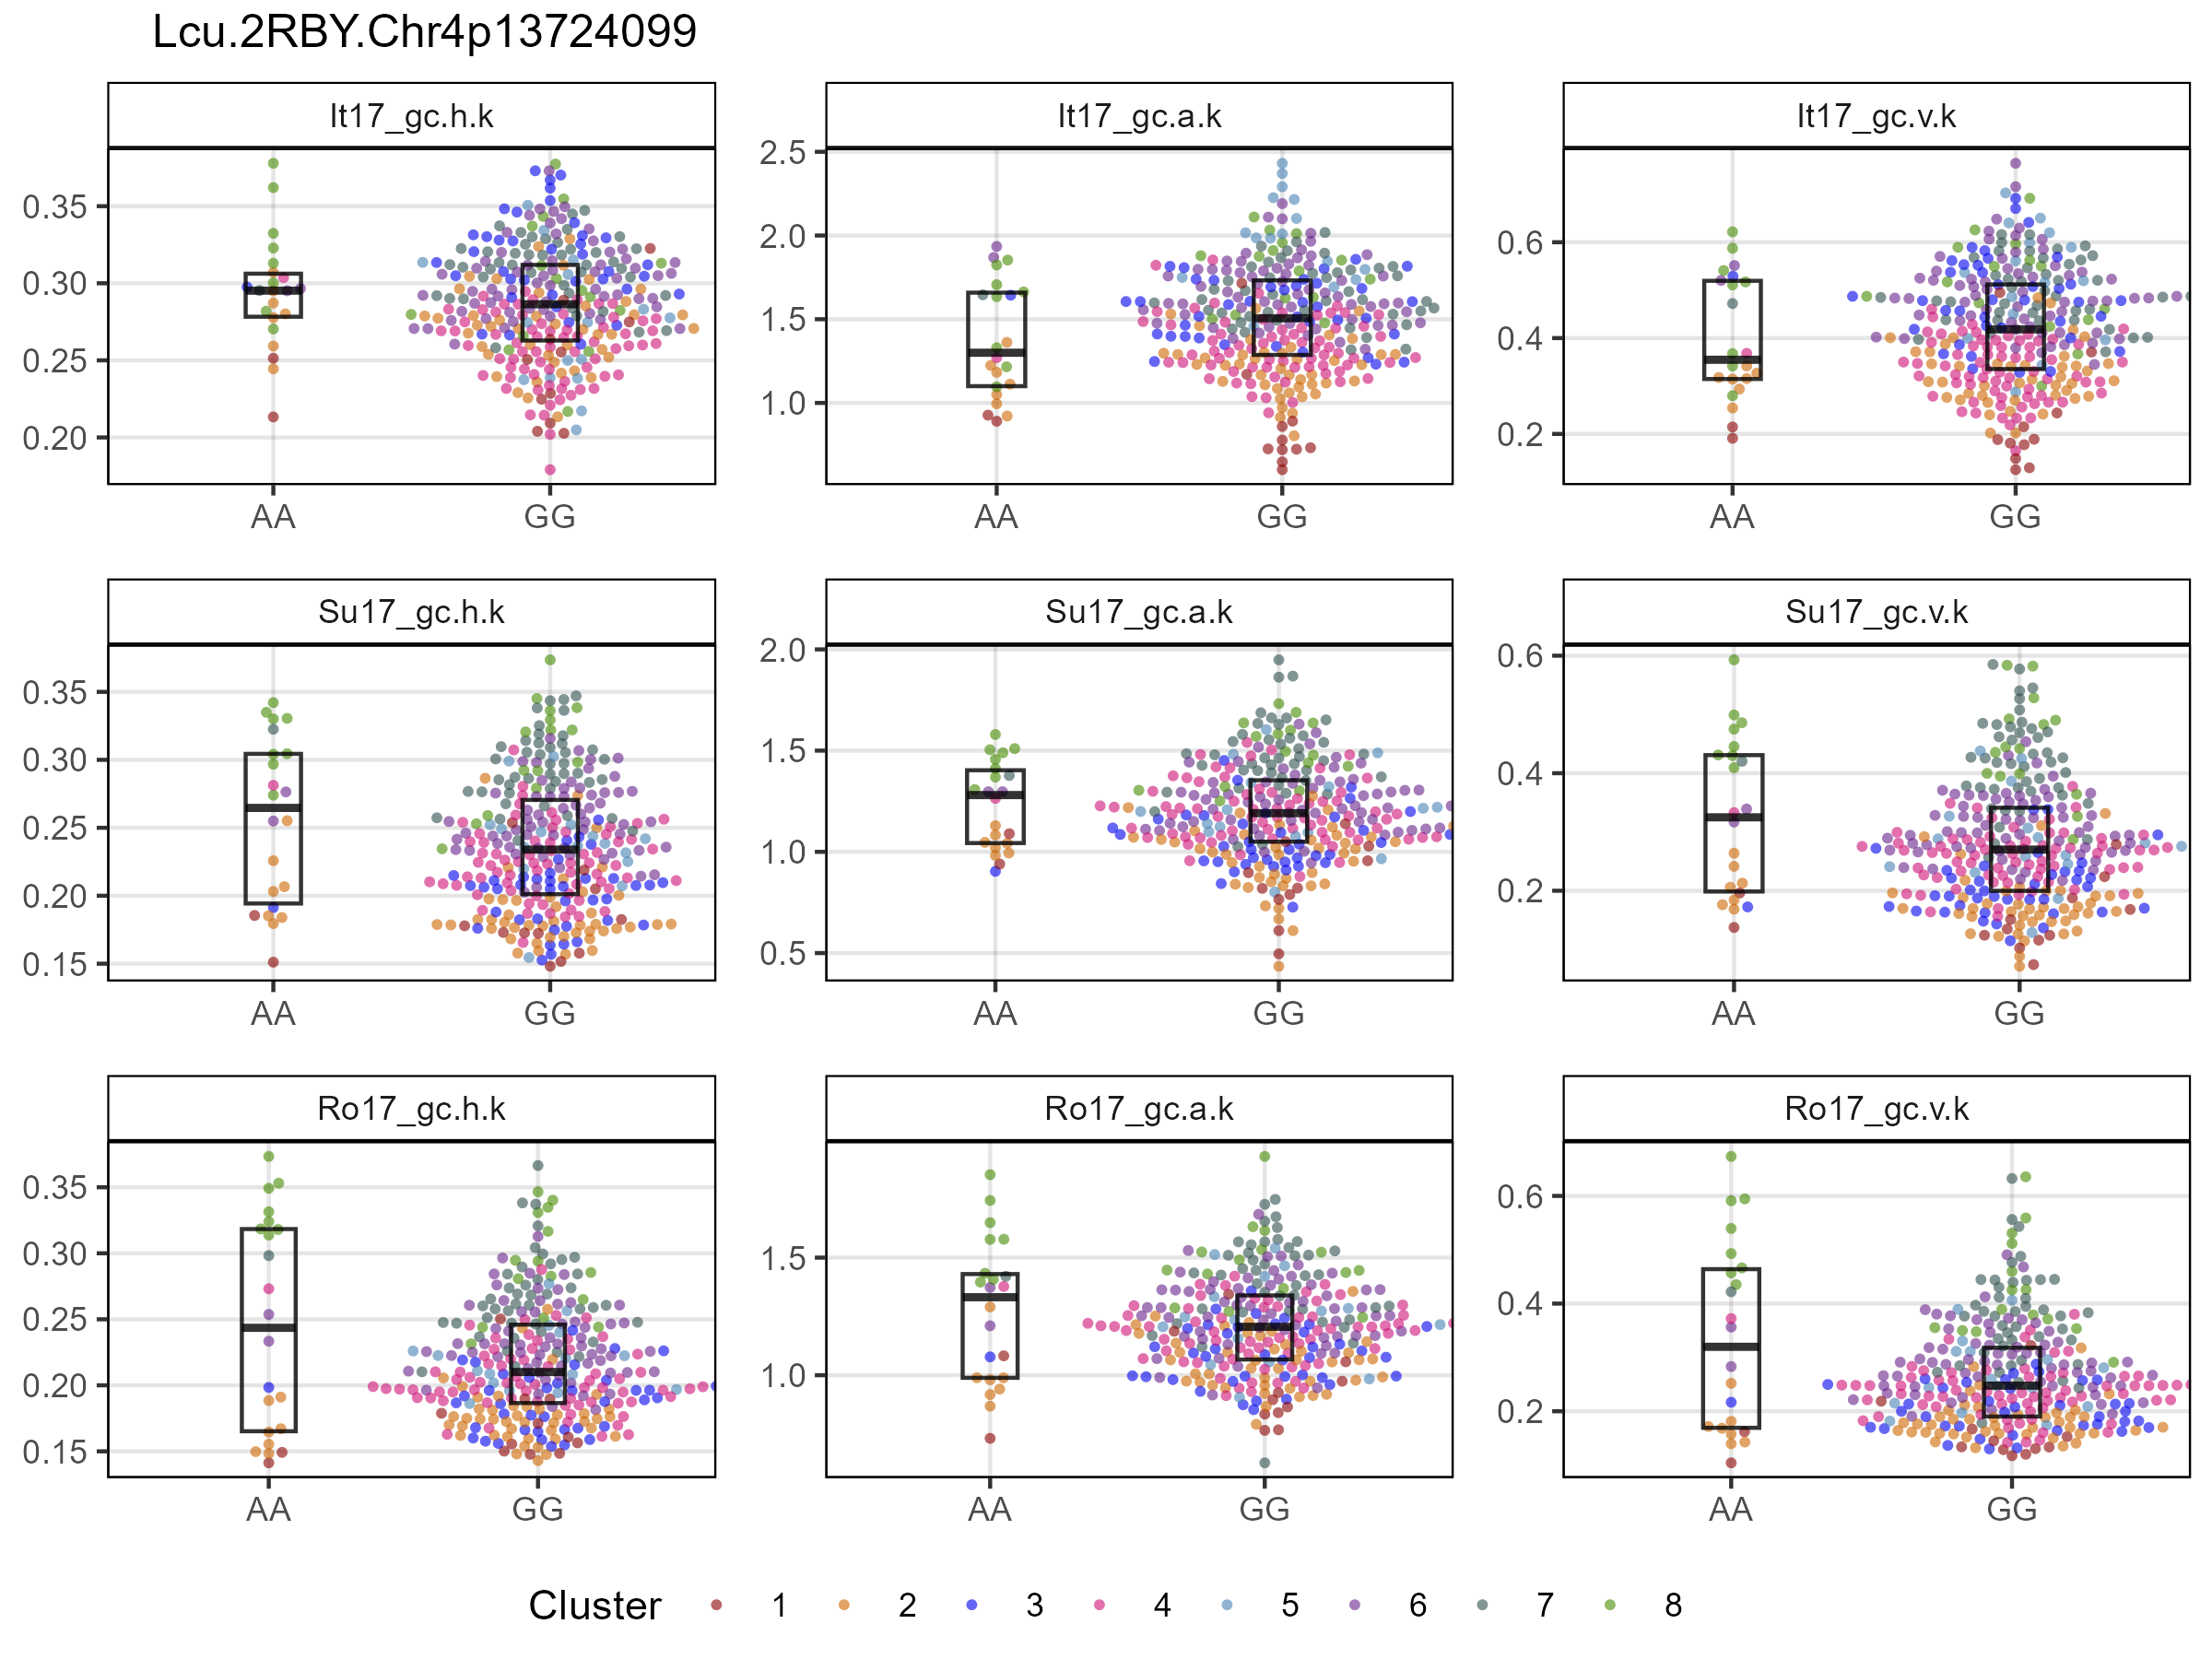 Lcu.2RBY.Chr4p13724099
It17_gc.h.k
It17_gc.a.k
It17_gc.v.k
0.35
0.30
0.25
0.20
2.5
2.0
1.5
1.0
0.6
0.4
0.2
AA GG
AA GG
AA GG
Su17_gc.h.k
Su17_gc.a.k
Su17_gc.v.k
0.35
0.30
0.25
0.20
0.15
2.0
1.5
1.0
0.5
0.6
0.4
0.2
AA GG
AA GG
AA GG
Ro17_gc.h.k
Ro17_gc.a.k
Ro17_gc.v.k
0.35
0.30
0.25
0.20
0.15
1.5
1.0
0.6
0.4
0.2
AA GG
AA GG
AA GG
Cluster 1 2 3 4 5 6 7 8